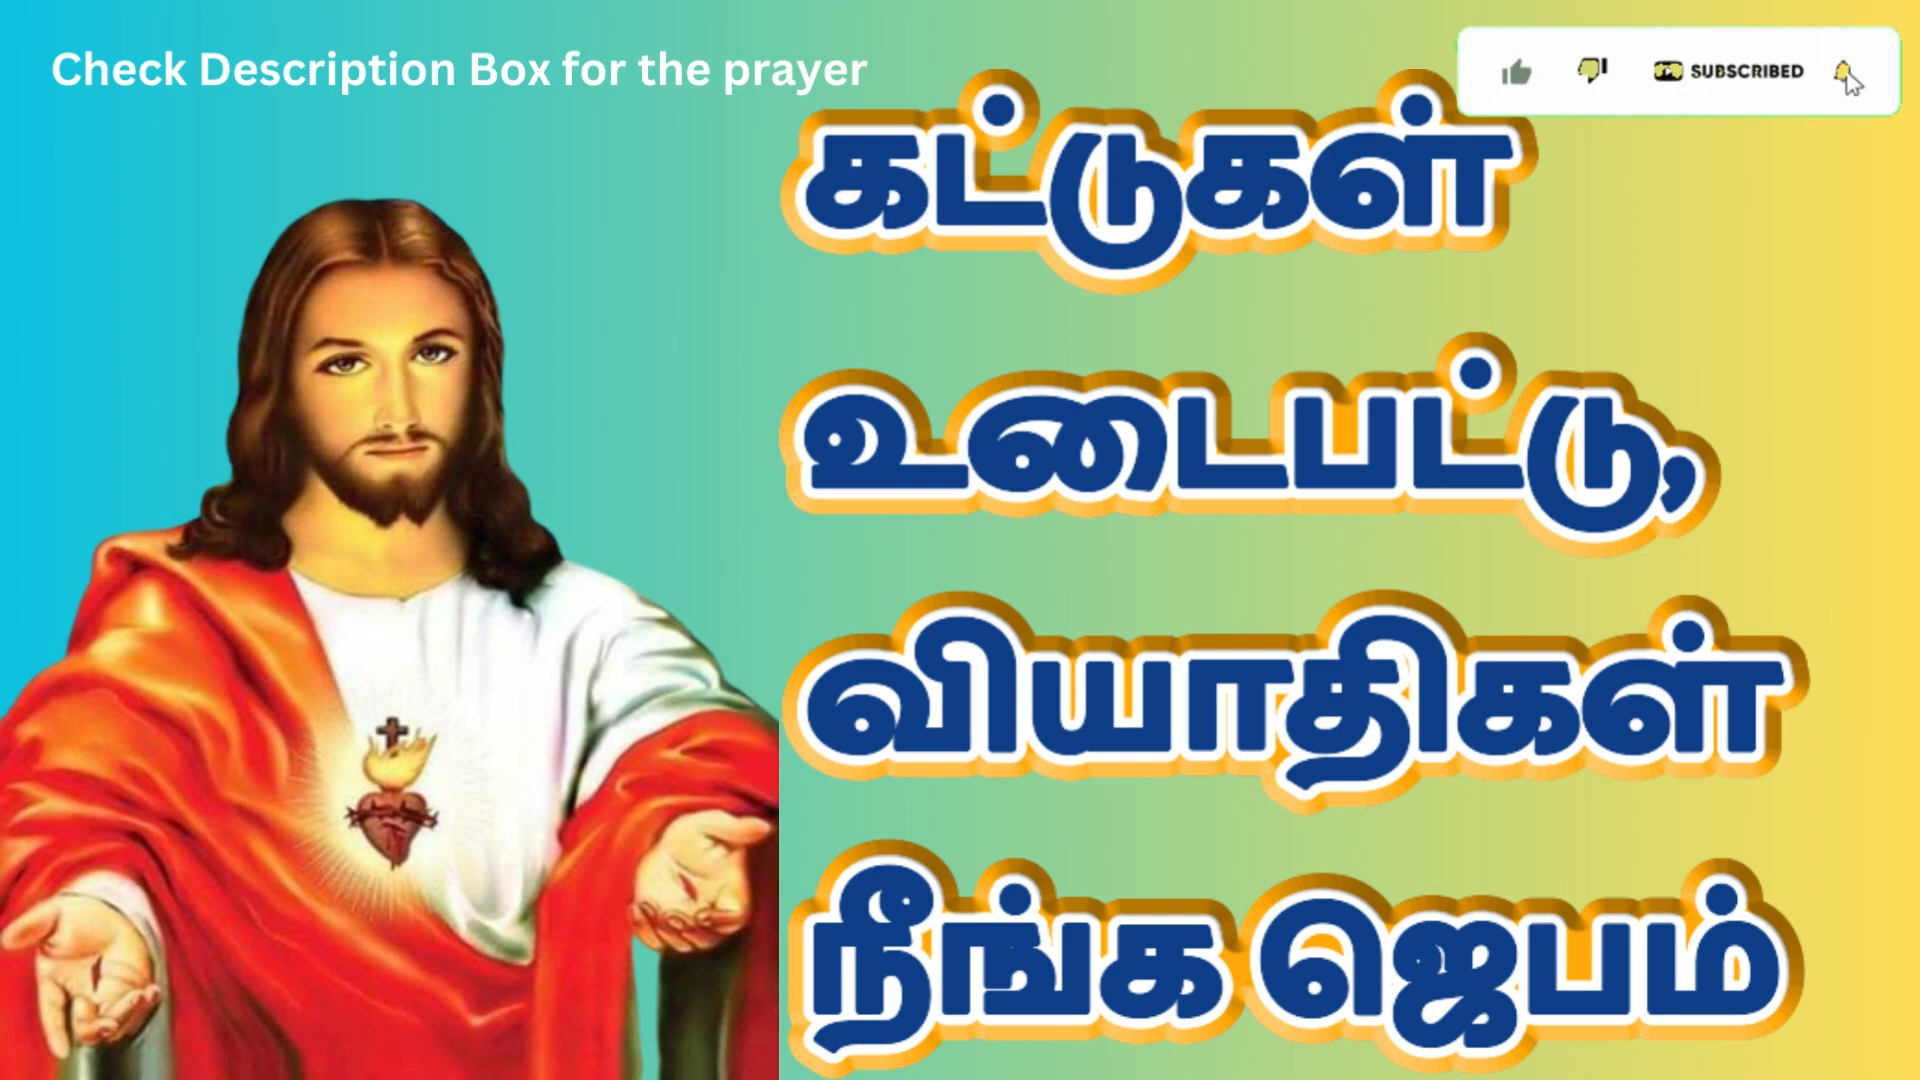 Check Description Box for the prayer
SUBSCRIBED
கட்டுகள்
உடைபட்டு,
வியாதிகள்
நீங்க ஜெபம்